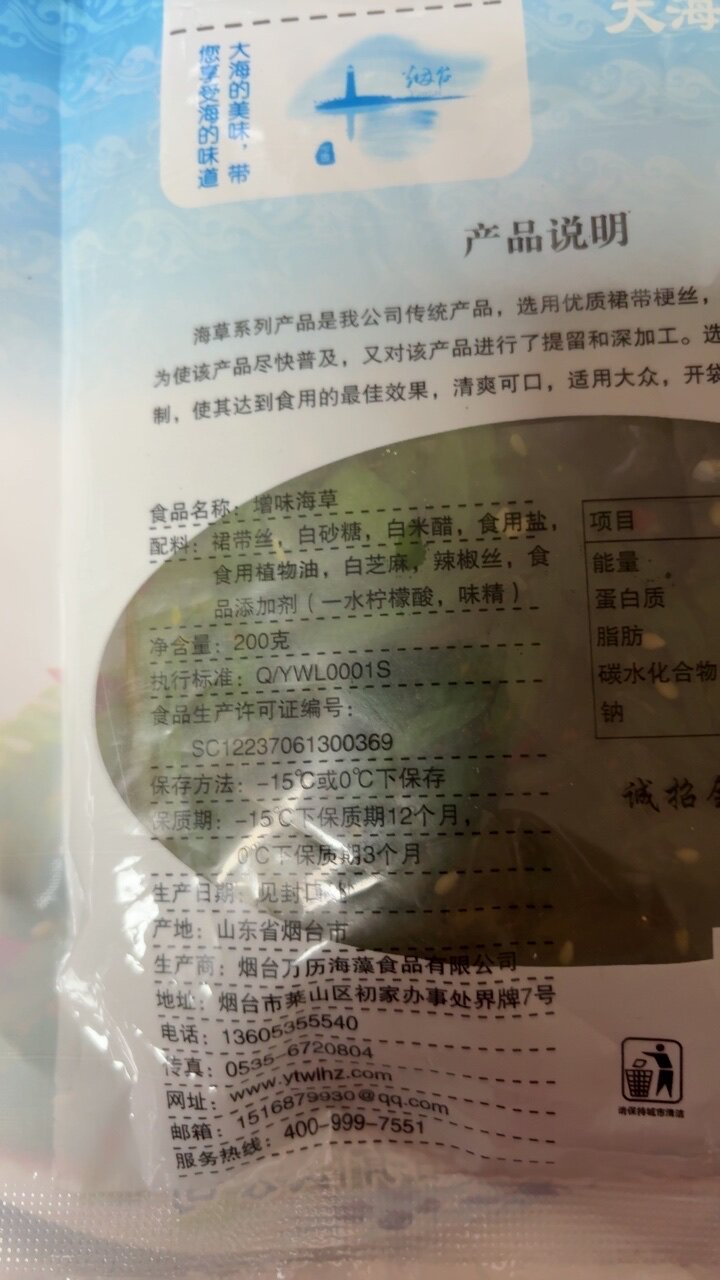 大海
大海的美味，带
您享受海的味道
烟台
产品说明
海草系列产品是我公司传统产品，选用优质裙带梗丝，
为使该产品尽快普及，又对该产品进行了提留和深加工。选
制，使其达到食用的最佳效果，清爽可口，适用大众，开袋
食品名称：增味海草
配料：裙带丝，白砂糖，白米醋，食用盐，
食用植物油，白芝麻，辣椒丝，食
品添加剂（一水柠檬酸，味精）
净含量：200克
执行标准：Q/YWL0001S
食品生产许可证编号：
SC12237061300369
保存方法：-15℃或0℃下保存
保质期：-15℃下保质期12个月，
0℃下保质期3个月
生产日期：见封口
产地：山东省烟台市
生产商：烟台万历海藻食品有限公司
地址：烟台市莱山区初家办事处界牌7号
电话：13605355540
传真：0535-6720804
网址：www.ytwlhz.com
邮箱：1516879930@qq.com
服务热线：400-999-7551
项目
能量
蛋白质
脂肪
碳水化合物
钠
诚招
请保持城市清洁